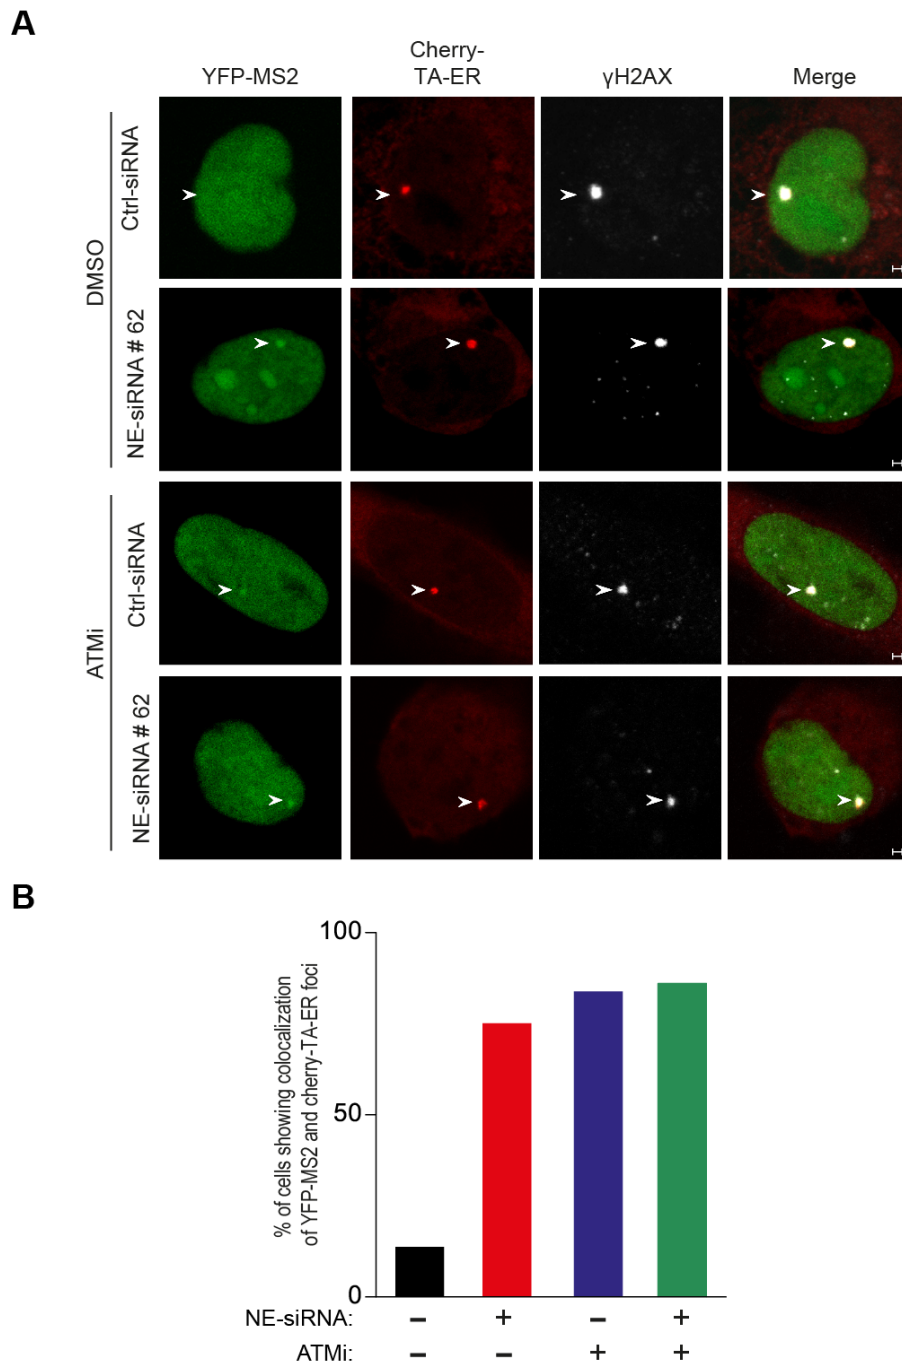 A
YFP-MS2
Cherry-
TA-ER
γH2AX
Merge
DMSO
Ctrl-siRNA
NE-siRNA # 62
ATMi
Ctrl-siRNA
NE-siRNA # 62
B
% of cells showing colocalization
of YFP-MS2 and cherry-TA-ER foci
100
50
0
NE-siRNA: − + − +
ATMi: − − + +